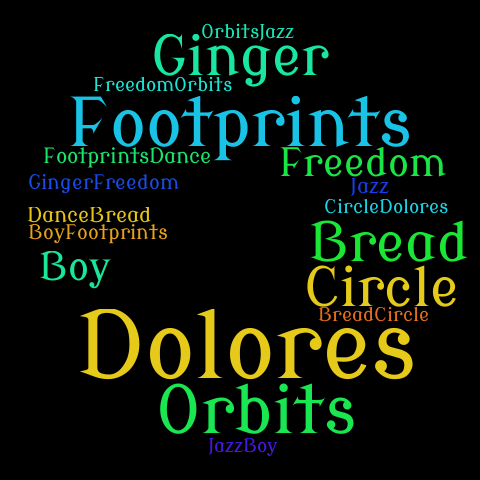 OrbitsJazz
Ginger
FreedomOrbits
Footprints
FootprintsDance
Freedom
GingerFreedom
Jazz
CircleDolores
DanceBread
BoyFootprints
Bread
Boy
Circle
BreadCircle
Dolores
Orbits
JazzBoy